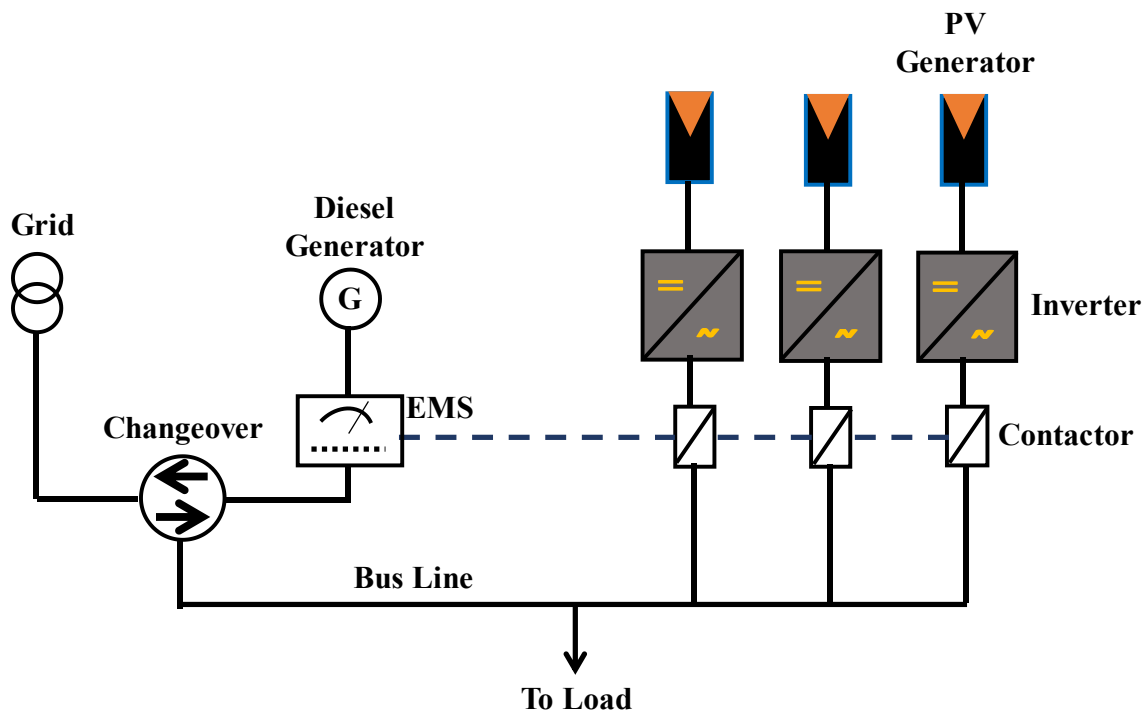 PV
Generator
Diesel
Generator
Grid
G
Inverter
EMS
Changeover
Contactor
Bus Line
To Load